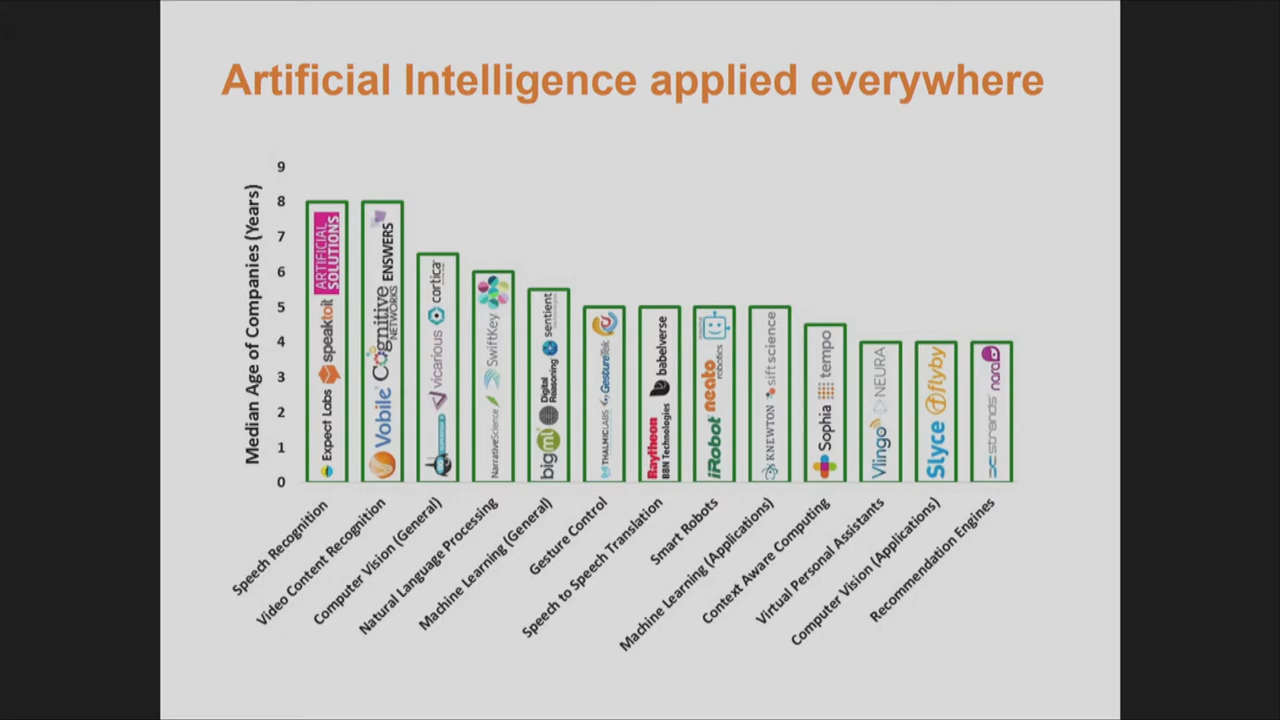 Artificial Intelligence applied everywhere
Median Age of Companies (Years)
9
8
7
6
5
4
3
2
1
0
Expect Labs speaktoit ARTIFICIAL SOLUTIONS
Vobile Cognitive NETWORKS ENSWERS
vicarious cortica
NarrativeScience SwiftKey
bigml Digital Reasoning sentient
THALMICLABS GestureTek
Raytheon
BBN Technologies babelverse
iRobot neato robotics
KNEWTON siftscience
Sophia tempo
Vlingo NEURA
Slyce flyby
strands nara
Speech Recognition
Video Content Recognition
Computer Vision (General)
Natural Language Processing
Machine Learning (General)
Gesture Control
Speech to Speech Translation
Smart Robots
Machine Learning (Applications)
Context Aware Computing
Virtual Personal Assistants
Computer Vision (Applications)
Recommendation Engines